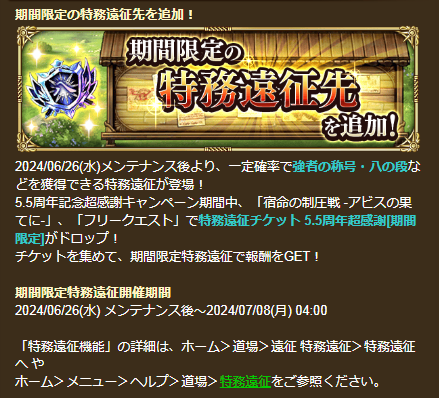 期間限定の特務遠征先を追加！
期間限定の
特務遠征先
を追加!
2024/06/26(水)メンテナンス後より、一定確率で強者の称号・八の段な
どを獲得できる特務遠征が登場！
5.5周年記念超感謝キャンペーン期間中、「宿命の制圧戦 -アビスの果
てに-」、「フリークエスト」で特務遠征チケット 5.5周年超感謝[期間
限定]がドロップ！
チケットを集めて、期間限定特務遠征で報酬をGET！
期間限定特務遠征開催期間
2024/06/26(水) メンテナンス後～2024/07/08(月) 04:00
「特務遠征機能」の詳細は、ホーム＞道場＞遠征 特務遠征＞特務遠征
へ や
ホーム＞メニュー＞ヘルプ＞道場＞特務遠征をご参照ください。